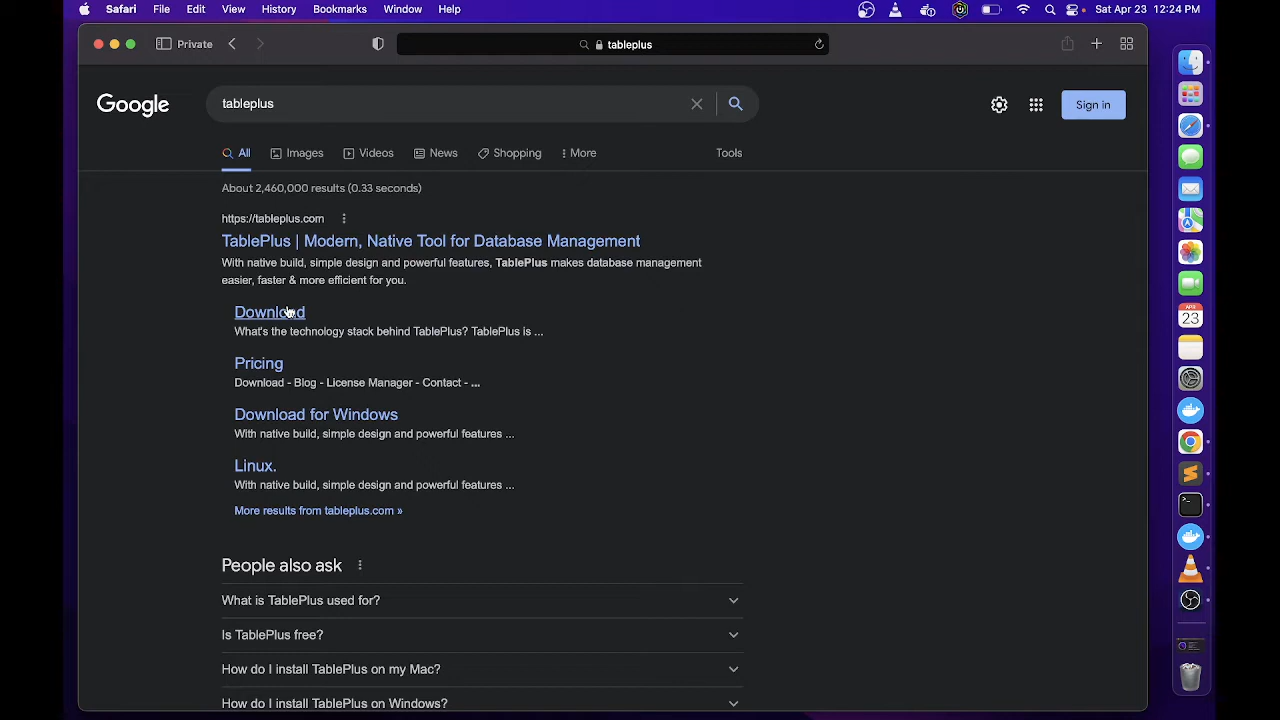 Safari File Edit View History Bookmarks Window Help Sat Apr 23 12:24 PM
Private tableplus
Google tableplus Sign in
All Images Videos News Shopping More Tools
About 2,460,000 results (0.33 seconds)
https://tableplus.com
TablePlus | Modern, Native Tool for Database Management
With native build, simple design and powerful features, TablePlus makes database management
easier, faster & more efficient for you.
Download
What's the technology stack behind TablePlus? TablePlus is ...
Pricing
Download - Blog - License Manager - Contact - ...
Download for Windows
With native build, simple design and powerful features ...
Linux.
With native build, simple design and powerful features ...
More results from tableplus.com »
People also ask
What is TablePlus used for?
Is TablePlus free?
How do I install TablePlus on my Mac?
How do I install TablePlus on Windows?
APR
23